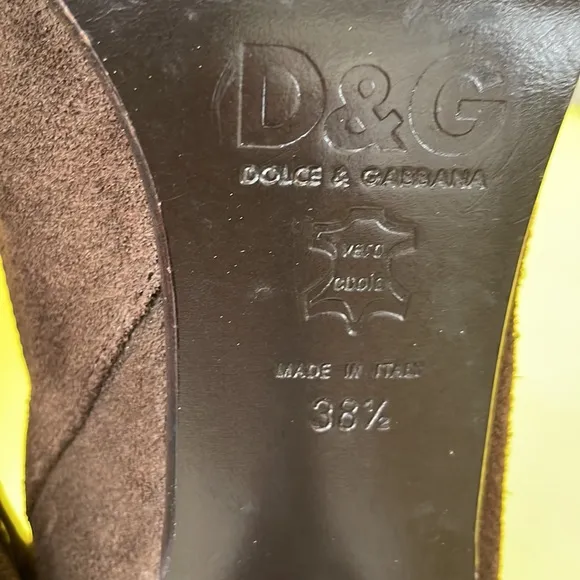 D&G
DOLCE & GABBANA
VERO
CUOIO
MADE IN ITALY
38½